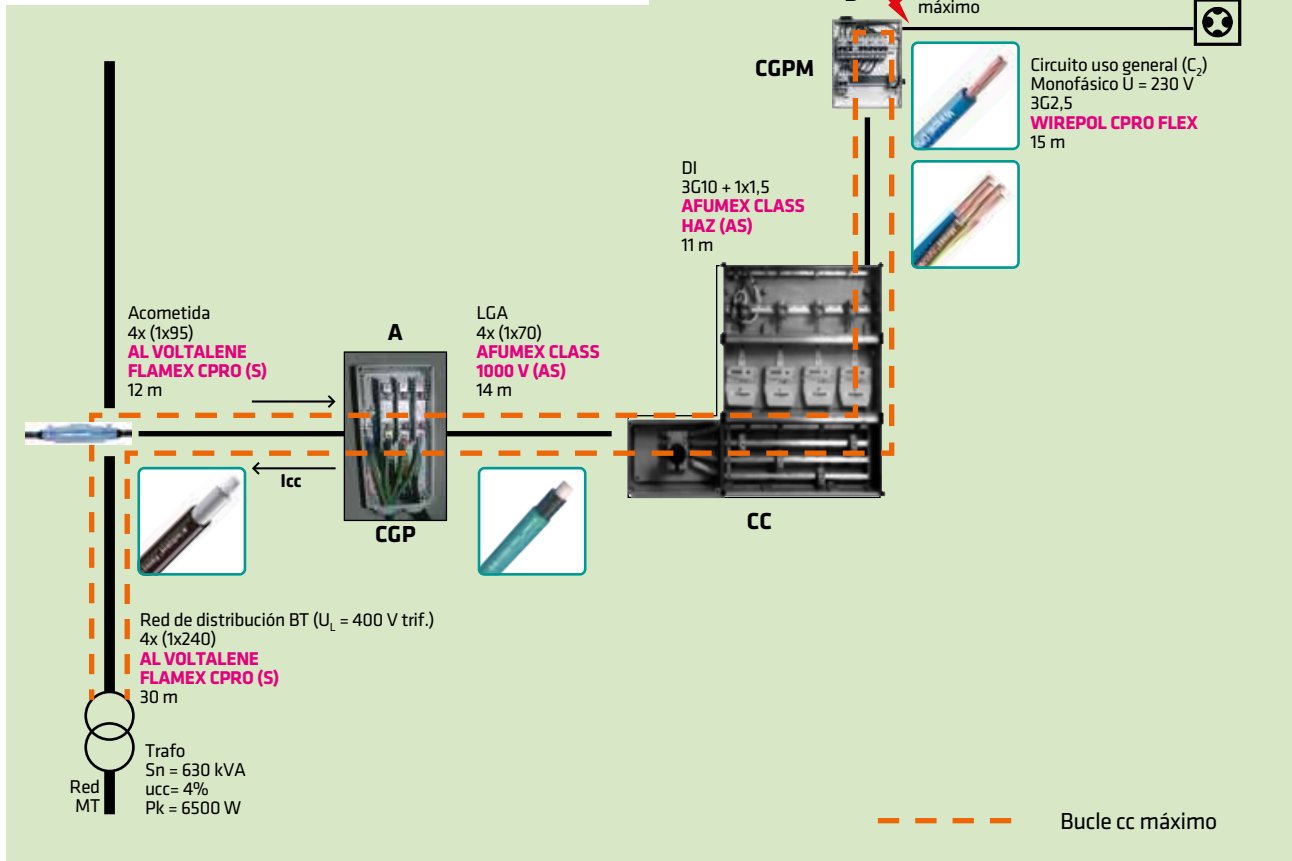 máximo
CGPM
Circuito uso general (C₂)
Monofásico U = 230 V
3G2,5
WIREPOL CPRO FLEX
15 m
DI
3G10 + 1x1,5
AFUMEX CLASS
HAZ (AS)
11 m
Acometida
4x (1x95)
AL VOLTALENE
FLAMEX CPRO (S)
12 m
A
CGP
LGA
4x (1x70)
AFUMEX CLASS
1000 V (AS)
14 m
Icc
CC
Red de distribución BT (U_L = 400 V trif.)
4x (1x240)
AL VOLTALENE
FLAMEX CPRO (S)
30 m
Trafo
Sn = 630 kVA
ucc= 4%
Pk = 6500 W
Red
MT
Bucle cc máximo